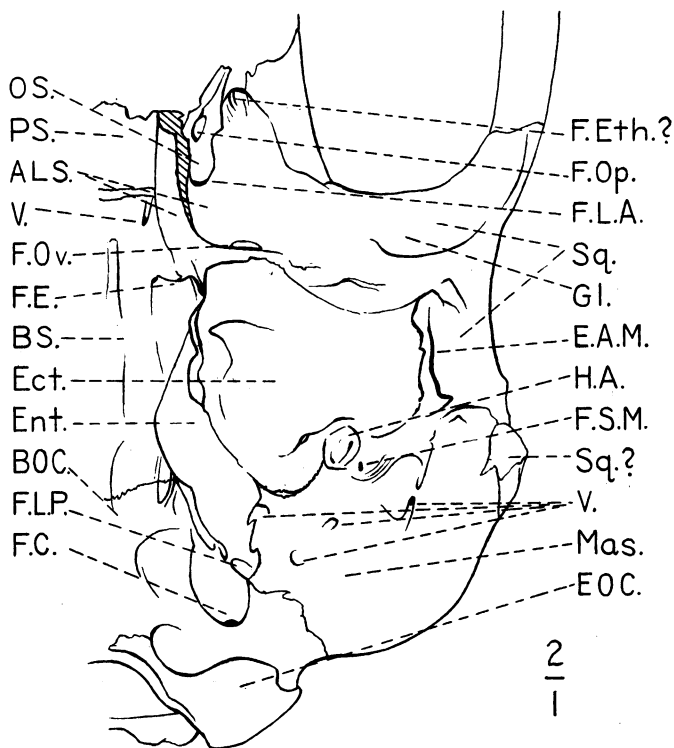 OS.
PS.
ALS.
V.
F.Ov.
F.E.
BS.
Ect.
Ent.
BOC.
F.L.P.
F.C.
F.Eth.?
F.Op.
F.L.A.
Sq.
Gl.
E.A.M.
H.A.
F.S.M.
Sq.?
V.
Mas.
EOC.
2
1